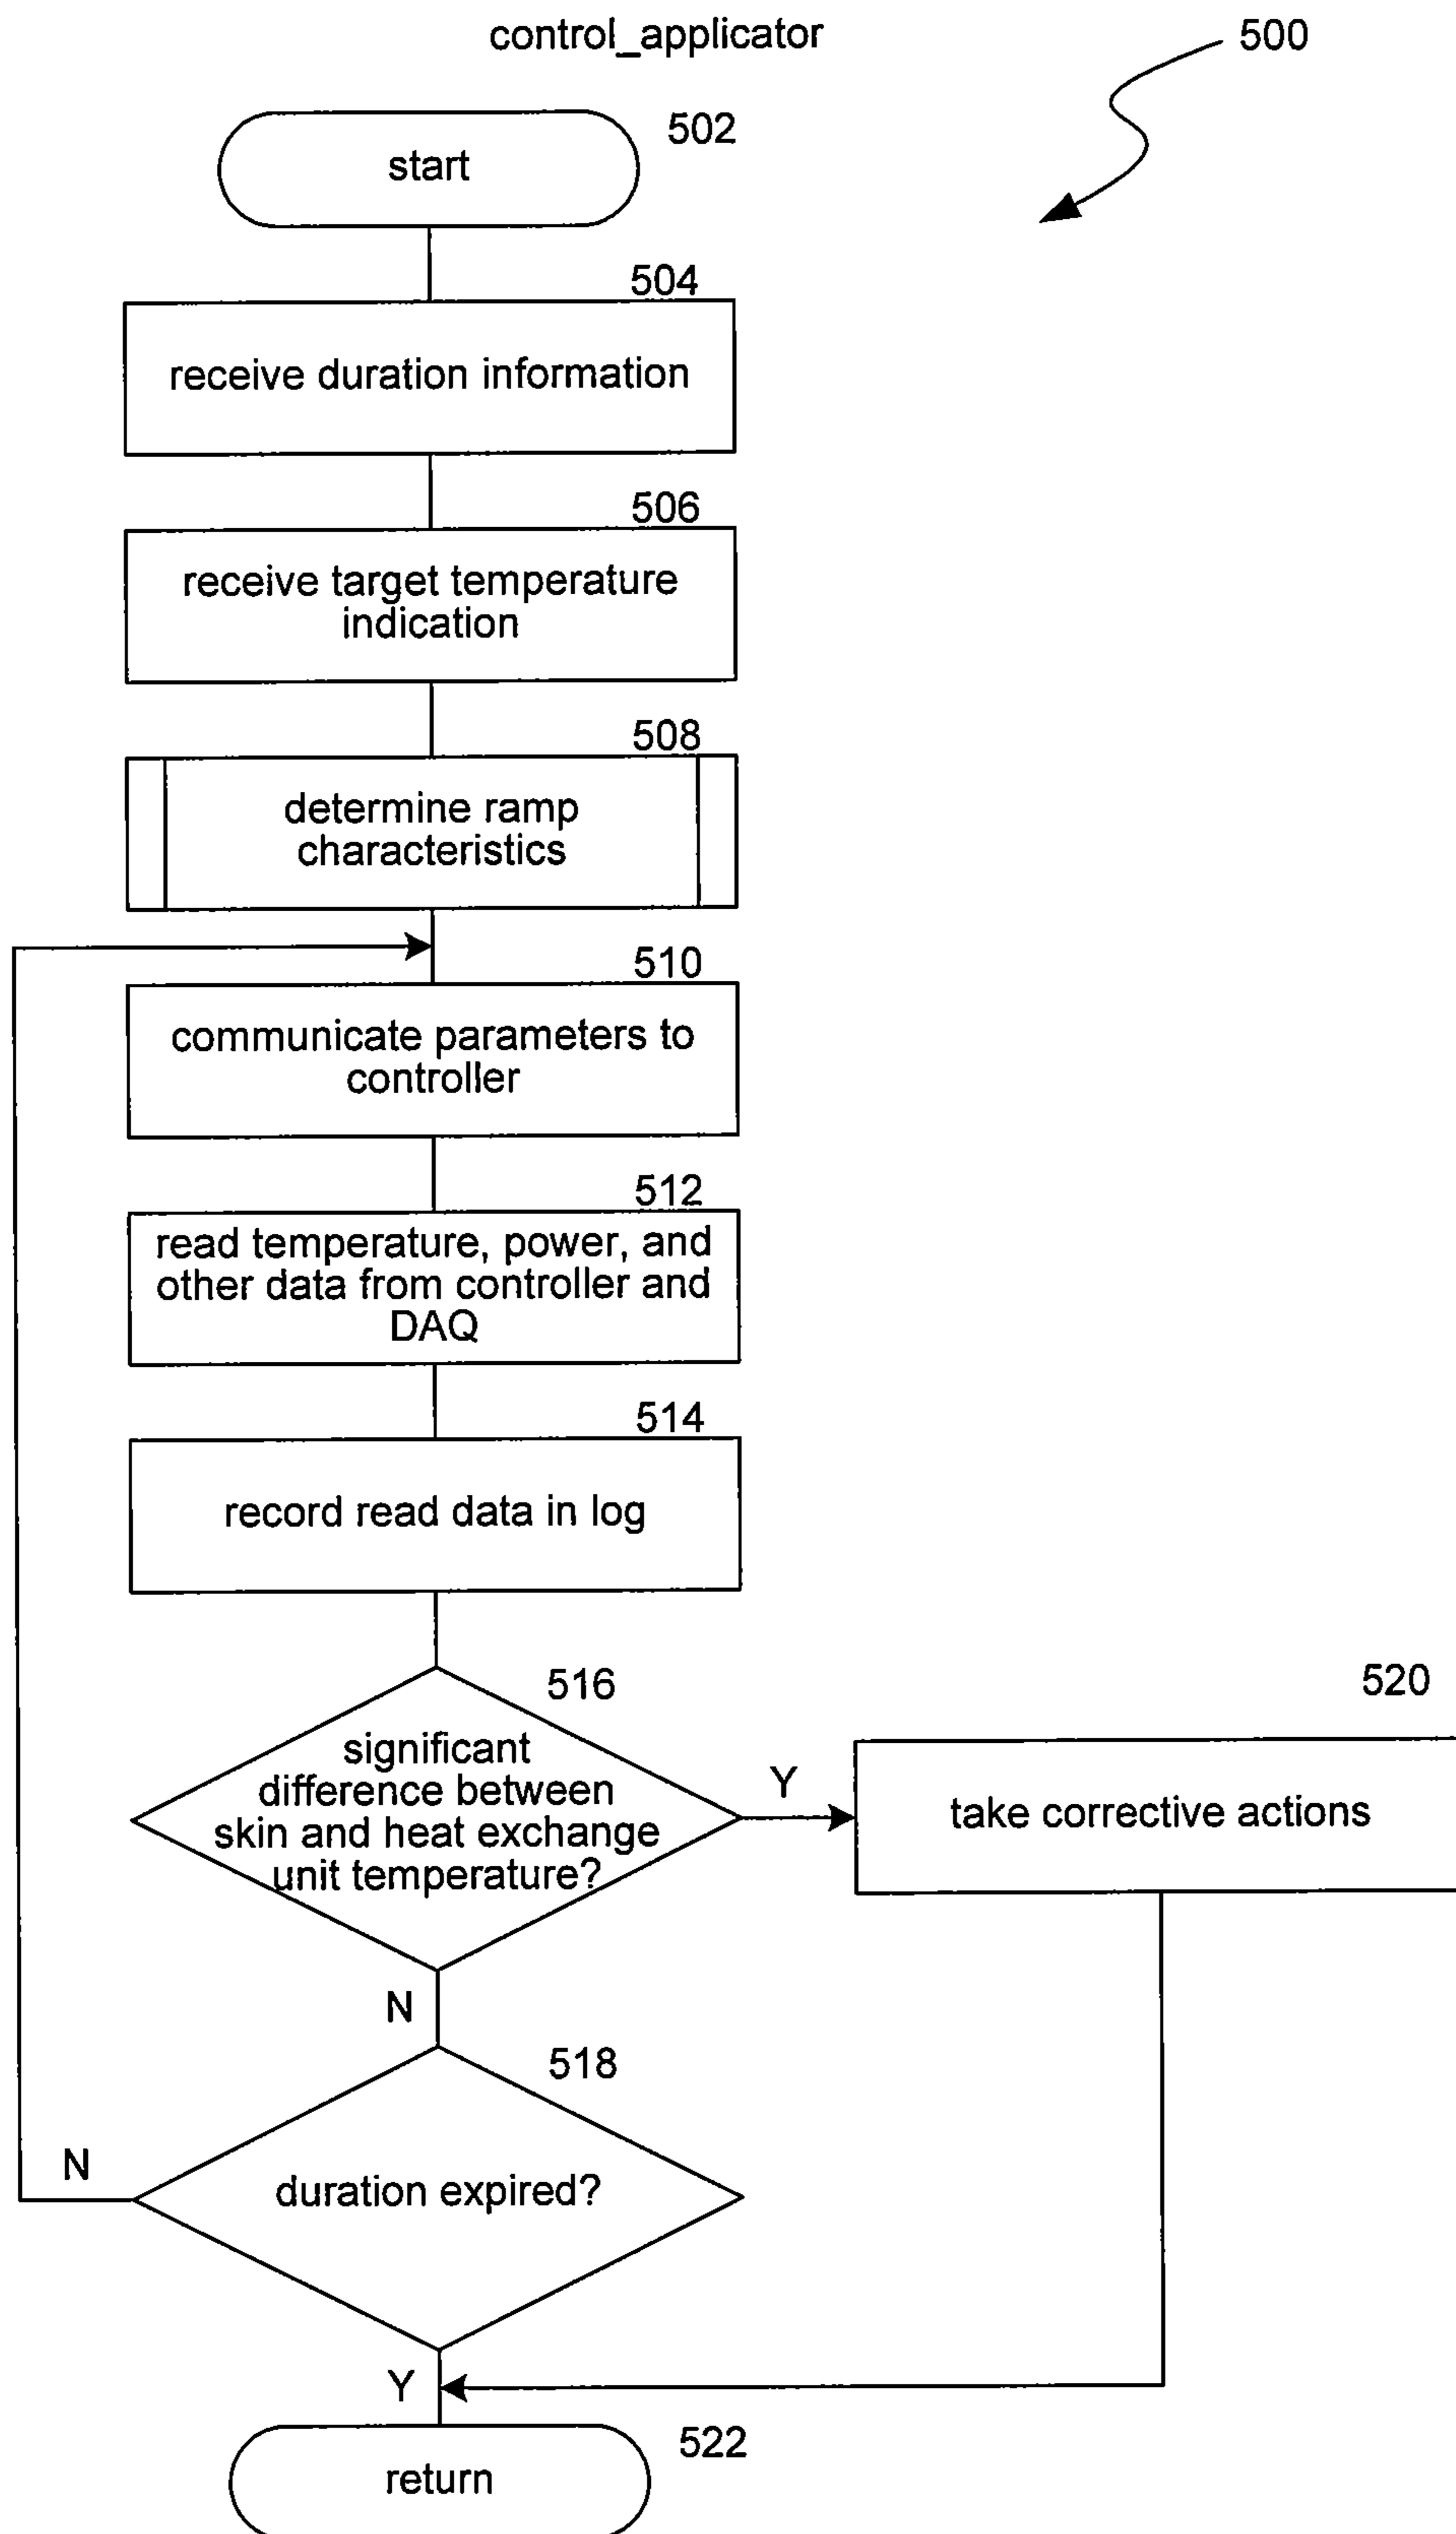 control_applicator
500
502
start
504
receive duration information
506
receive target temperature
indication
508
determine ramp
characteristics
510
communicate parameters to
controller
512
read temperature, power, and
other data from controller and
DAQ
514
record read data in log
516
significant
difference between
skin and heat exchange
unit temperature?
Y
520
take corrective actions
N
518
duration expired?
N
Y
522
return